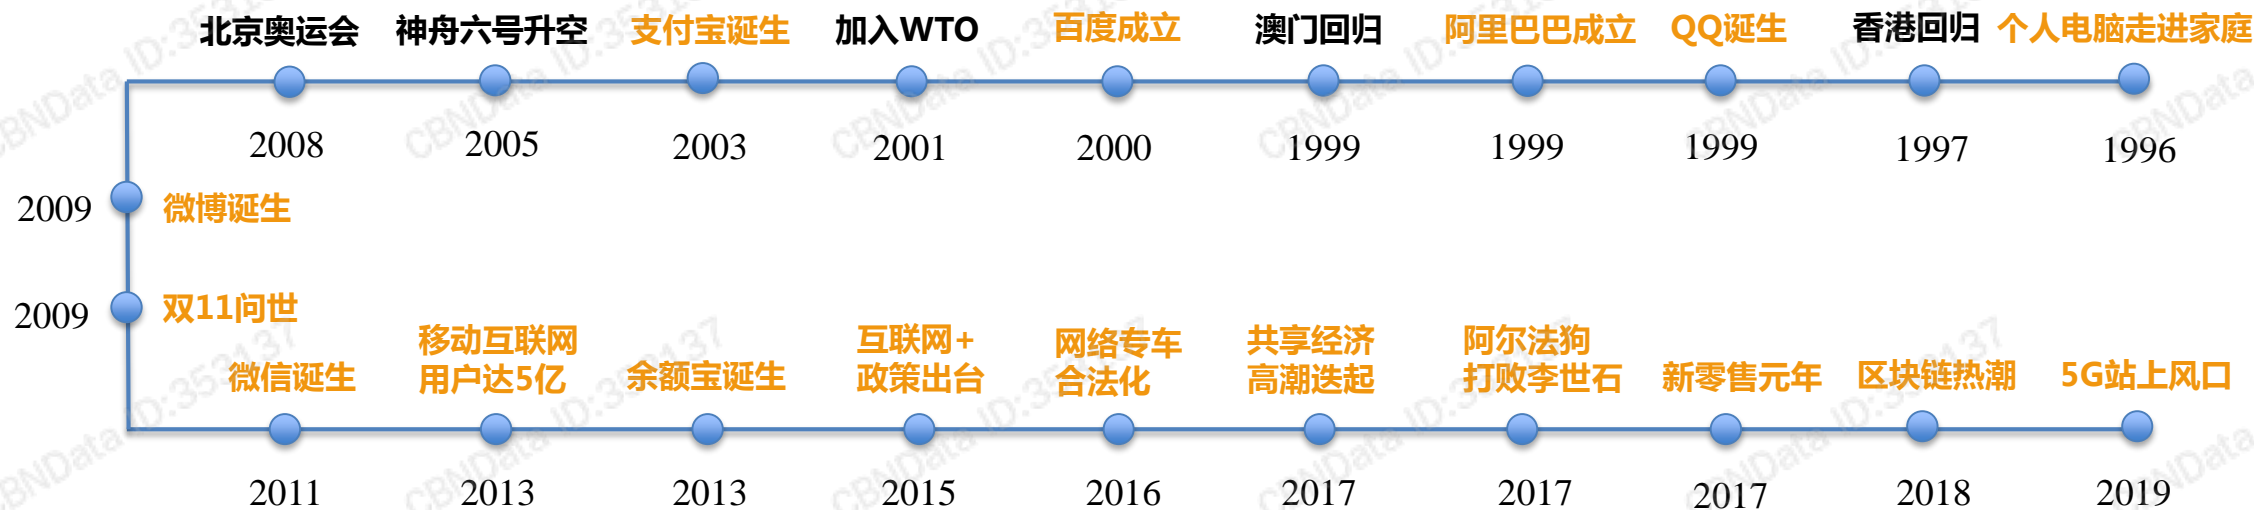 北京奥运会 神舟六号升空 支付宝诞生 加入WTO 百度成立 澳门回归 阿里巴巴成立 QQ诞生 香港回归 个人电脑走进家庭
2008 2005 2003 2001 2000 1999 1999 1999 1997 1996
2009 微博诞生
2009 双11问世
微信诞生
2011
移动互联网
用户达5亿
2013
余额宝诞生
2013
互联网+
政策出台
2015
网络专车
合法化
2016
共享经济
高潮迭起
2017
阿尔法狗
打败李世石
2017
新零售元年
2017
区块链热潮
2018
5G站上风口
2019
CBNData ID:353137